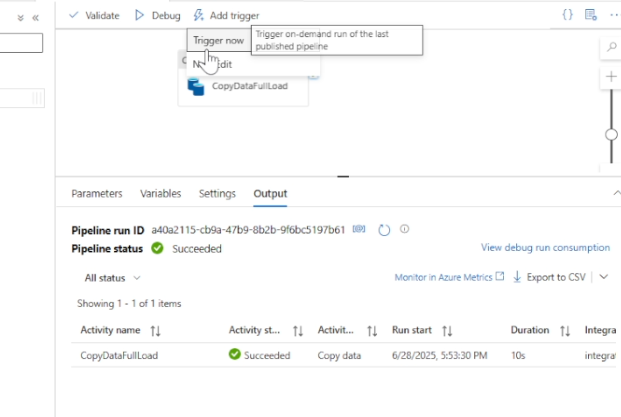 Validate Debug Add trigger
Trigger now
Trigger on-demand run of the last
published pipeline
CopyDataFullLoad
Parameters Variables Settings Output
Pipeline run ID a40a2115-cb9a-47b9-8b2b-9f6bc5197b61
Pipeline status Succeeded
View debug run consumption
All status
Monitor in Azure Metrics Export to CSV
Showing 1 - 1 of 1 items
Activity name Activity st... Activit... Run start Duration Integra
CopyDataFullLoad Succeeded Copy data 6/28/2025, 5:53:30 PM 10s integrat